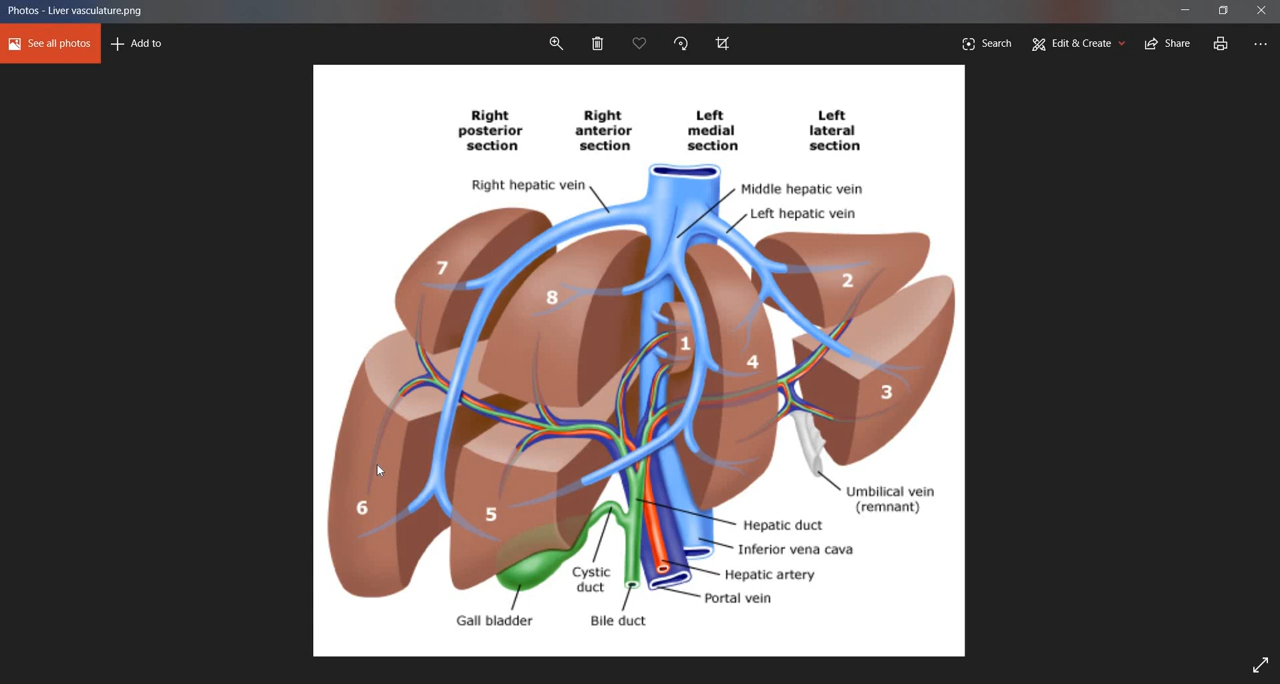 Photos - Liver vasculature.png
See all photos
Add to
Search
Edit & Create
Share
Right posterior section
Right anterior section
Left medial section
Left lateral section
Right hepatic vein
Middle hepatic vein
Left hepatic vein
7
8
2
1
4
3
6
5
Umbilical vein
(remnant)
Hepatic duct
Inferior vena cava
Hepatic artery
Portal vein
Cystic
duct
Gall bladder
Bile duct